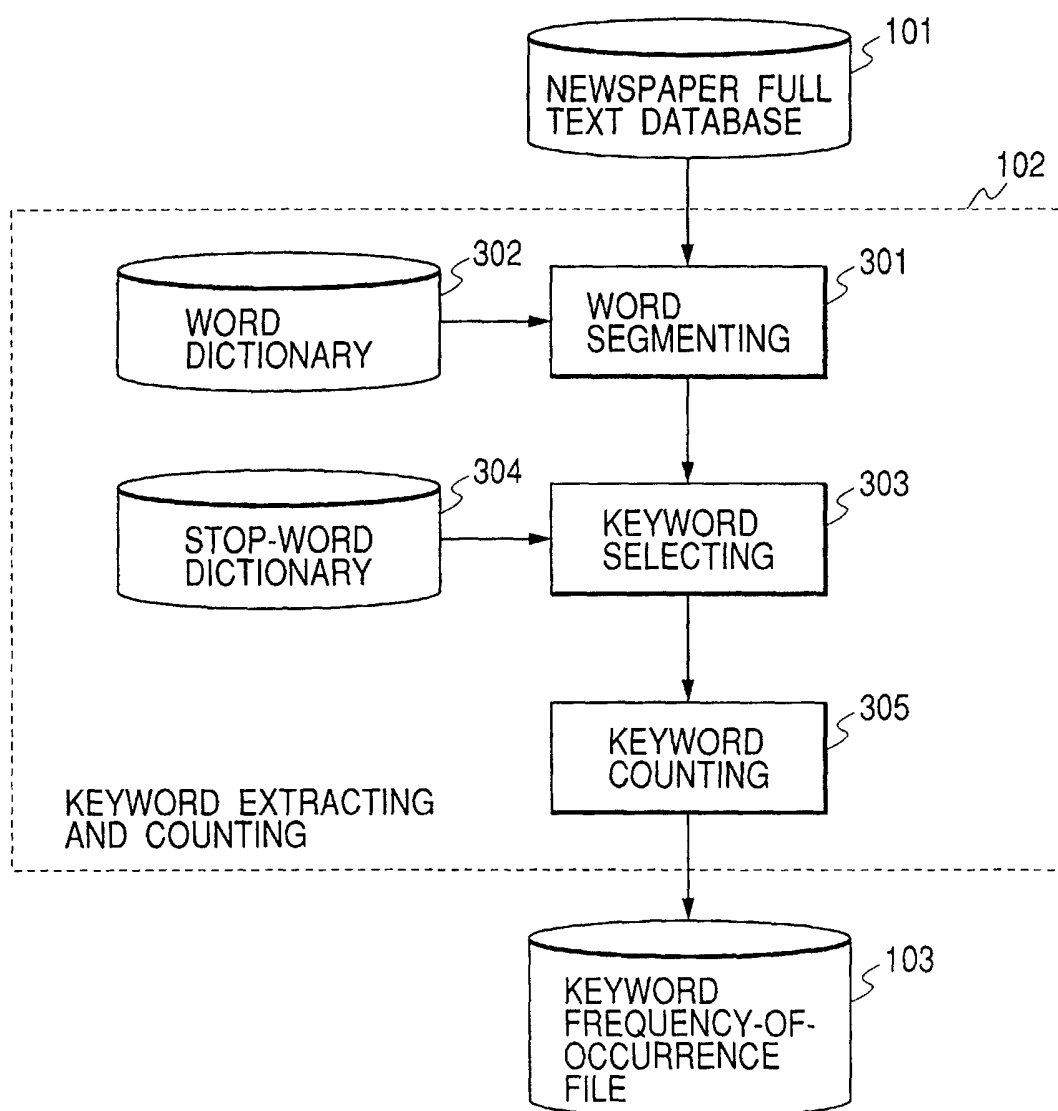 101
NEWSPAPER FULL
TEXT DATABASE
102
302
301
WORD
DICTIONARY
WORD
SEGMENTING
304
303
STOP-WORD
DICTIONARY
KEYWORD
SELECTING
305
KEYWORD
COUNTING
KEYWORD EXTRACTING
AND COUNTING
103
KEYWORD
FREQUENCY-OF-
OCCURRENCE
FILE